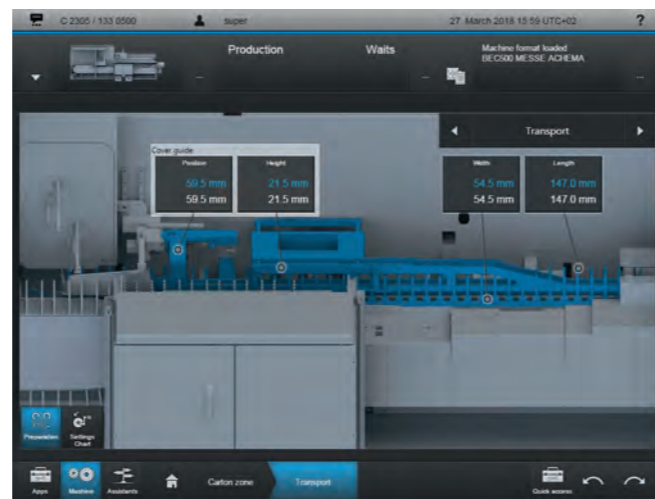 C 2305 / 133 0500
super
27. March 2018 15:59 UTC+02
?
Production
Waits
Machine format loaded
BEC500 MESSE ACHEMA
Transport
Cover guide
Position
59.5 mm
59.5 mm
Height
21.5 mm
21.5 mm
Width
54.5 mm
54.5 mm
Length
147.0 mm
147.0 mm
Preparation
Settings
Chart
Apps
Machine
Assistants
Carton zone
Transport
Quick access